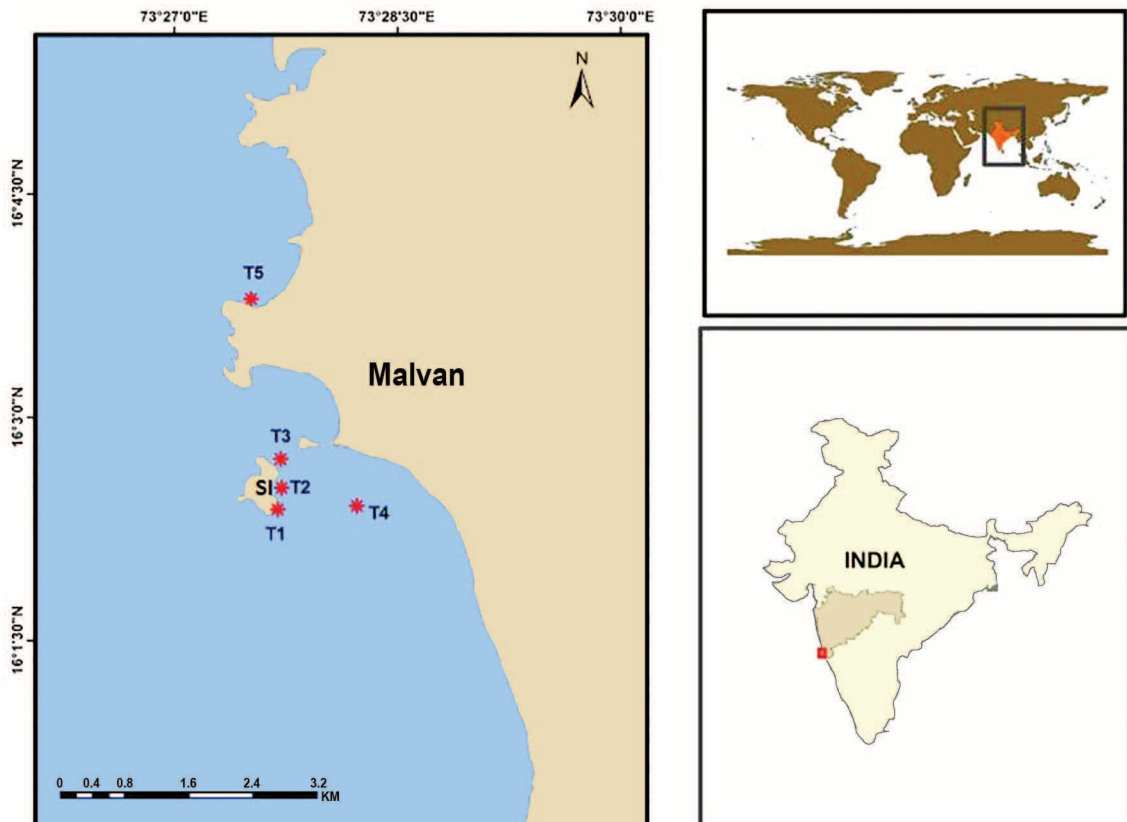 73°27'0"E
73°28'30"E
73°30'0"E
N
16°4'30"N
T5
Malvan
16°3'0"N
T3
SI
T2
T4
T1
16°1'30"N
0 0.4 0.8 1.6 2.4 3.2
KM
INDIA